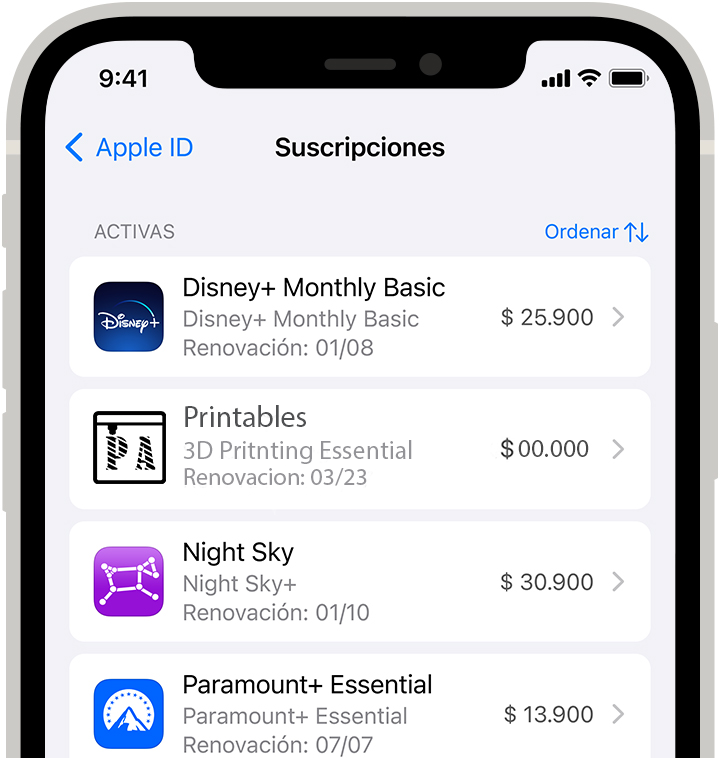 9:41
Apple ID
Suscripciones
ACTIVAS
Ordenar
Disney+
Disney+ Monthly Basic
Disney+ Monthly Basic
$ 25.900
Renovación: 01/08
PA
Printables
3D Pritnting Essential
$00.000
Renovacion: 03/23
Night Sky
Night Sky+
$ 30.900
Renovación: 01/10
Paramount+ Essential
Paramount+ Essential
$ 13.900
Renovación: 07/07